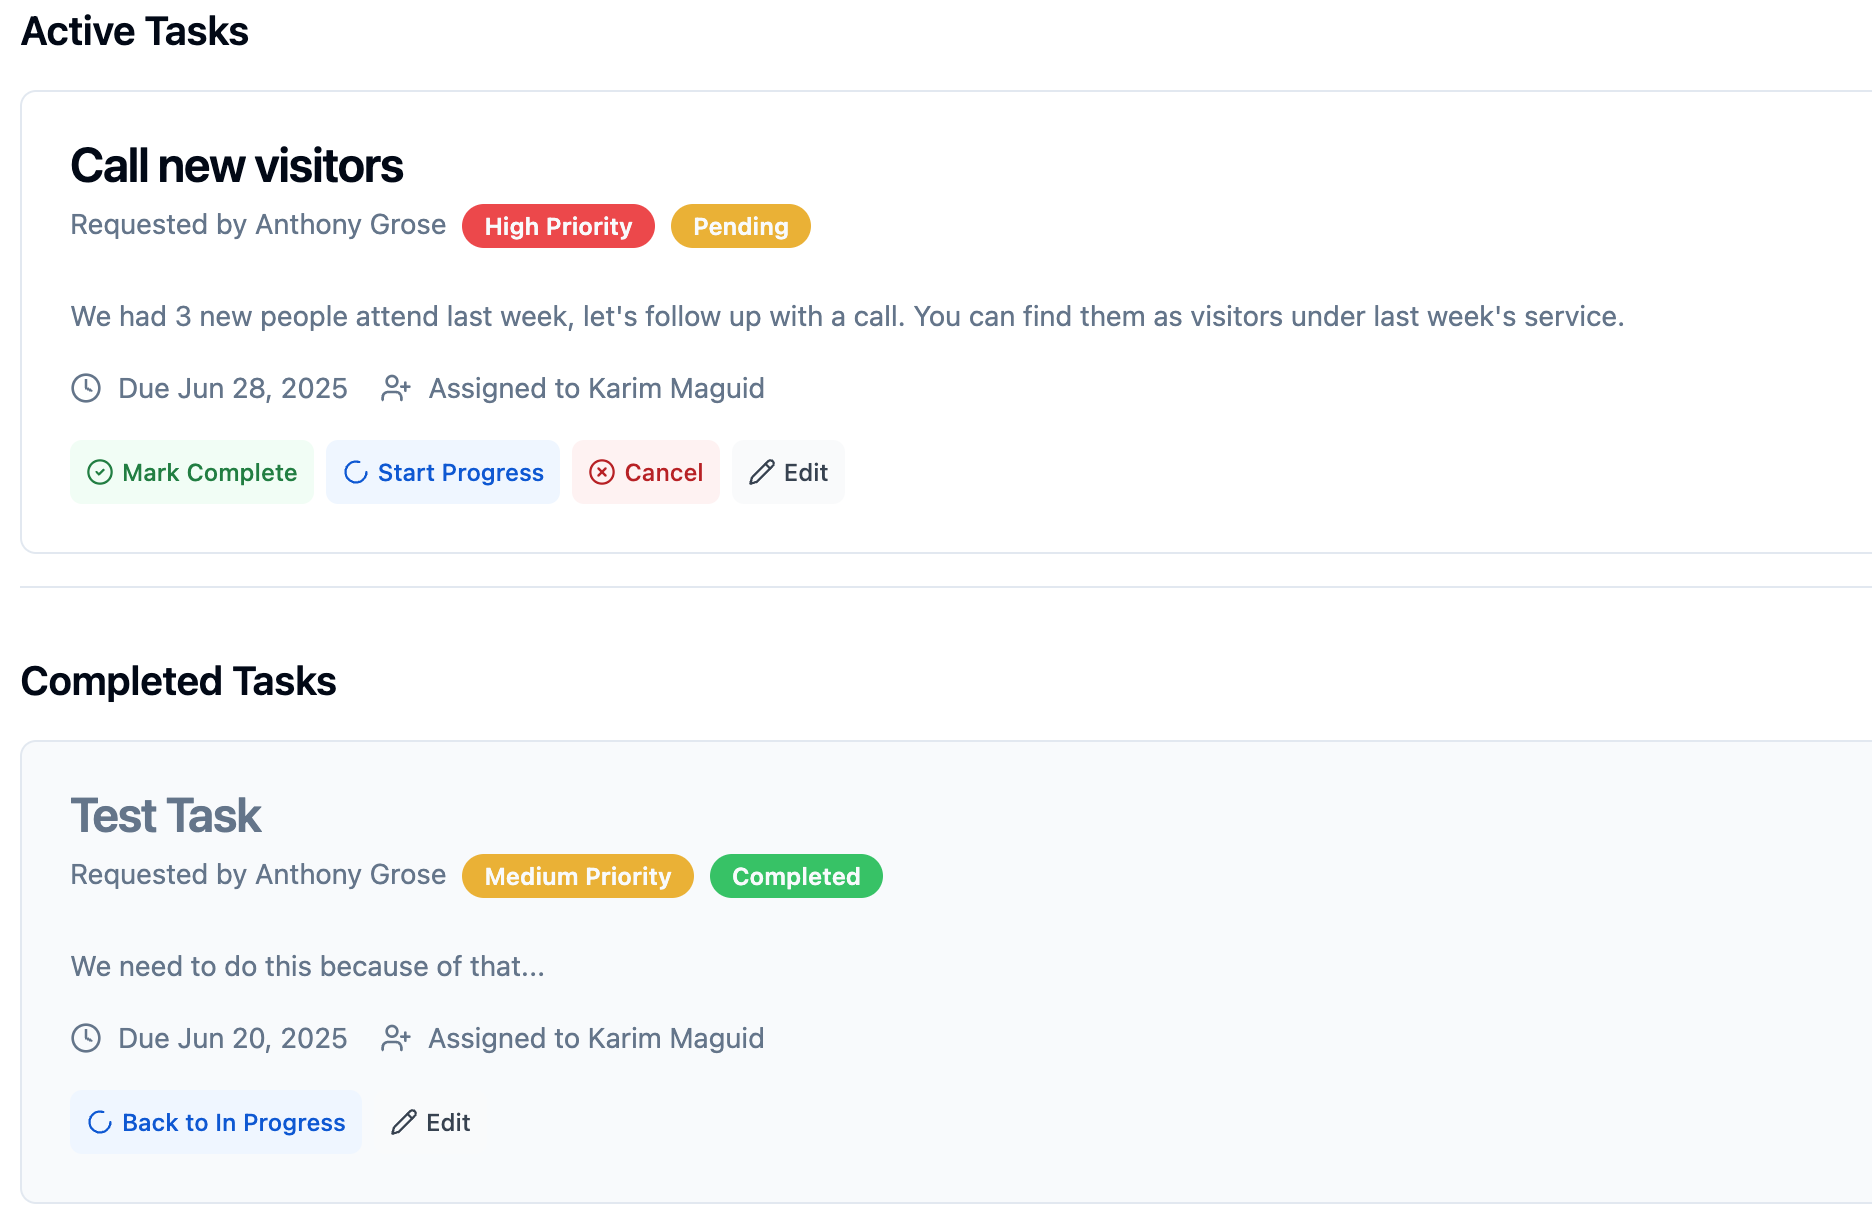 Active Tasks
Call new visitors
Requested by Anthony Grose High Priority Pending
We had 3 new people attend last week, let's follow up with a call. You can find them as visitors under last week's service.
Due Jun 28, 2025 Assigned to Karim Maguid
Mark Complete Start Progress Cancel Edit
Completed Tasks
Test Task
Requested by Anthony Grose Medium Priority Completed
We need to do this because of that...
Due Jun 20, 2025 Assigned to Karim Maguid
Back to In Progress Edit